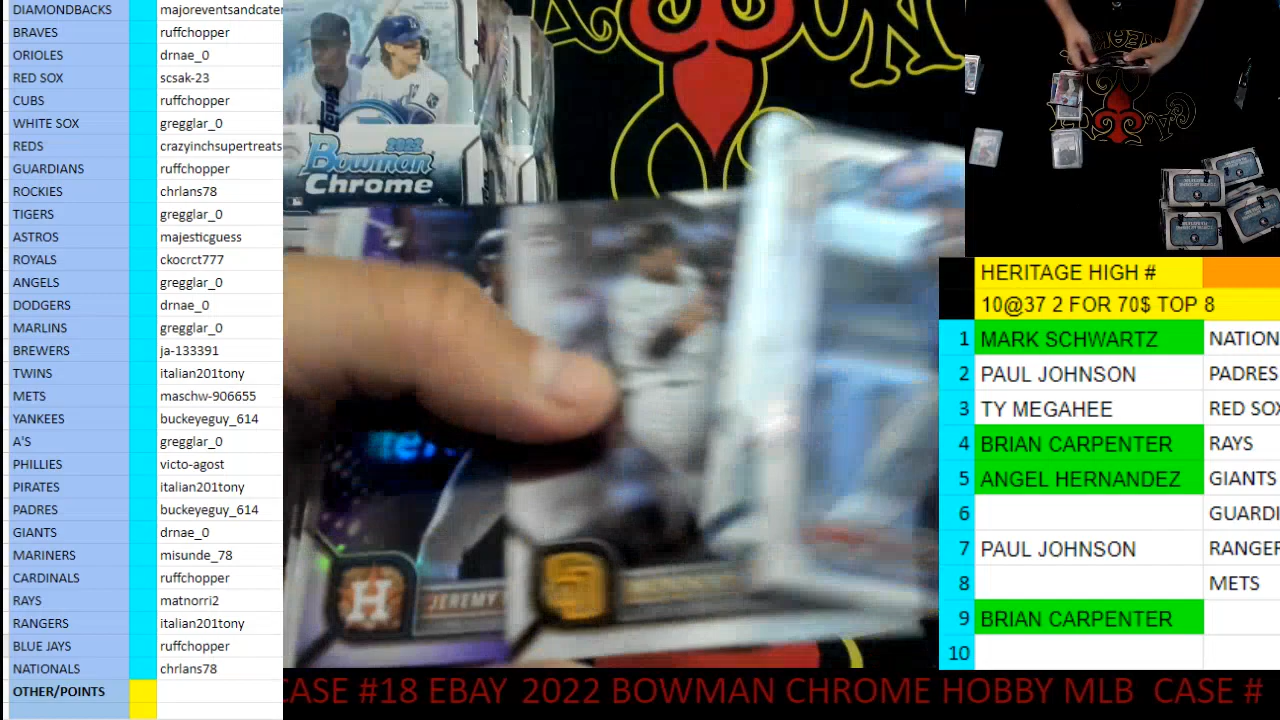 DIAMONDBACKS majoreventsandcate
BRAVES ruffchopper
ORIOLES drnae_0
RED SOX scsak-23
CUBS ruffchopper
WHITE SOX gregglar_0
REDS crazyinchsupertreats
GUARDIANS ruffchopper
ROCKIES chrlans78
TIGERS gregglar_0
ASTROS majesticguess
ROYALS ckocrct777
ANGELS gregglar_0
DODGERS drnae_0
MARLINS gregglar_0
BREWERS ja-133391
TWINS italian201tony
METS maschw-906655
YANKEES buckeyeguy_614
A'S gregglar_0
PHILLIES victo-agost
PIRATES italian201tony
PADRES buckeyeguy_614
GIANTS drnae_0
MARINERS misunde_78
CARDINALS ruffchopper
RAYS matnorri2
RANGERS italian201tony
BLUE JAYS ruffchopper
NATIONALS chrlans78
OTHER/POINTS
topps
2022
Bowman
Chrome
H JEREMY
SD
HERITAGE HIGH #
10@37 2 FOR 70$ TOP 8
1 MARK SCHWARTZ NATION
2 PAUL JOHNSON PADRES
3 TY MEGAHEE RED SOX
4 BRIAN CARPENTER RAYS
5 ANGEL HERNANDEZ GIANTS
6 GUARDI
7 PAUL JOHNSON RANGER
8 METS
9 BRIAN CARPENTER
10
CASE #18 EBAY 2022 BOWMAN CHROME HOBBY MLB CASE #